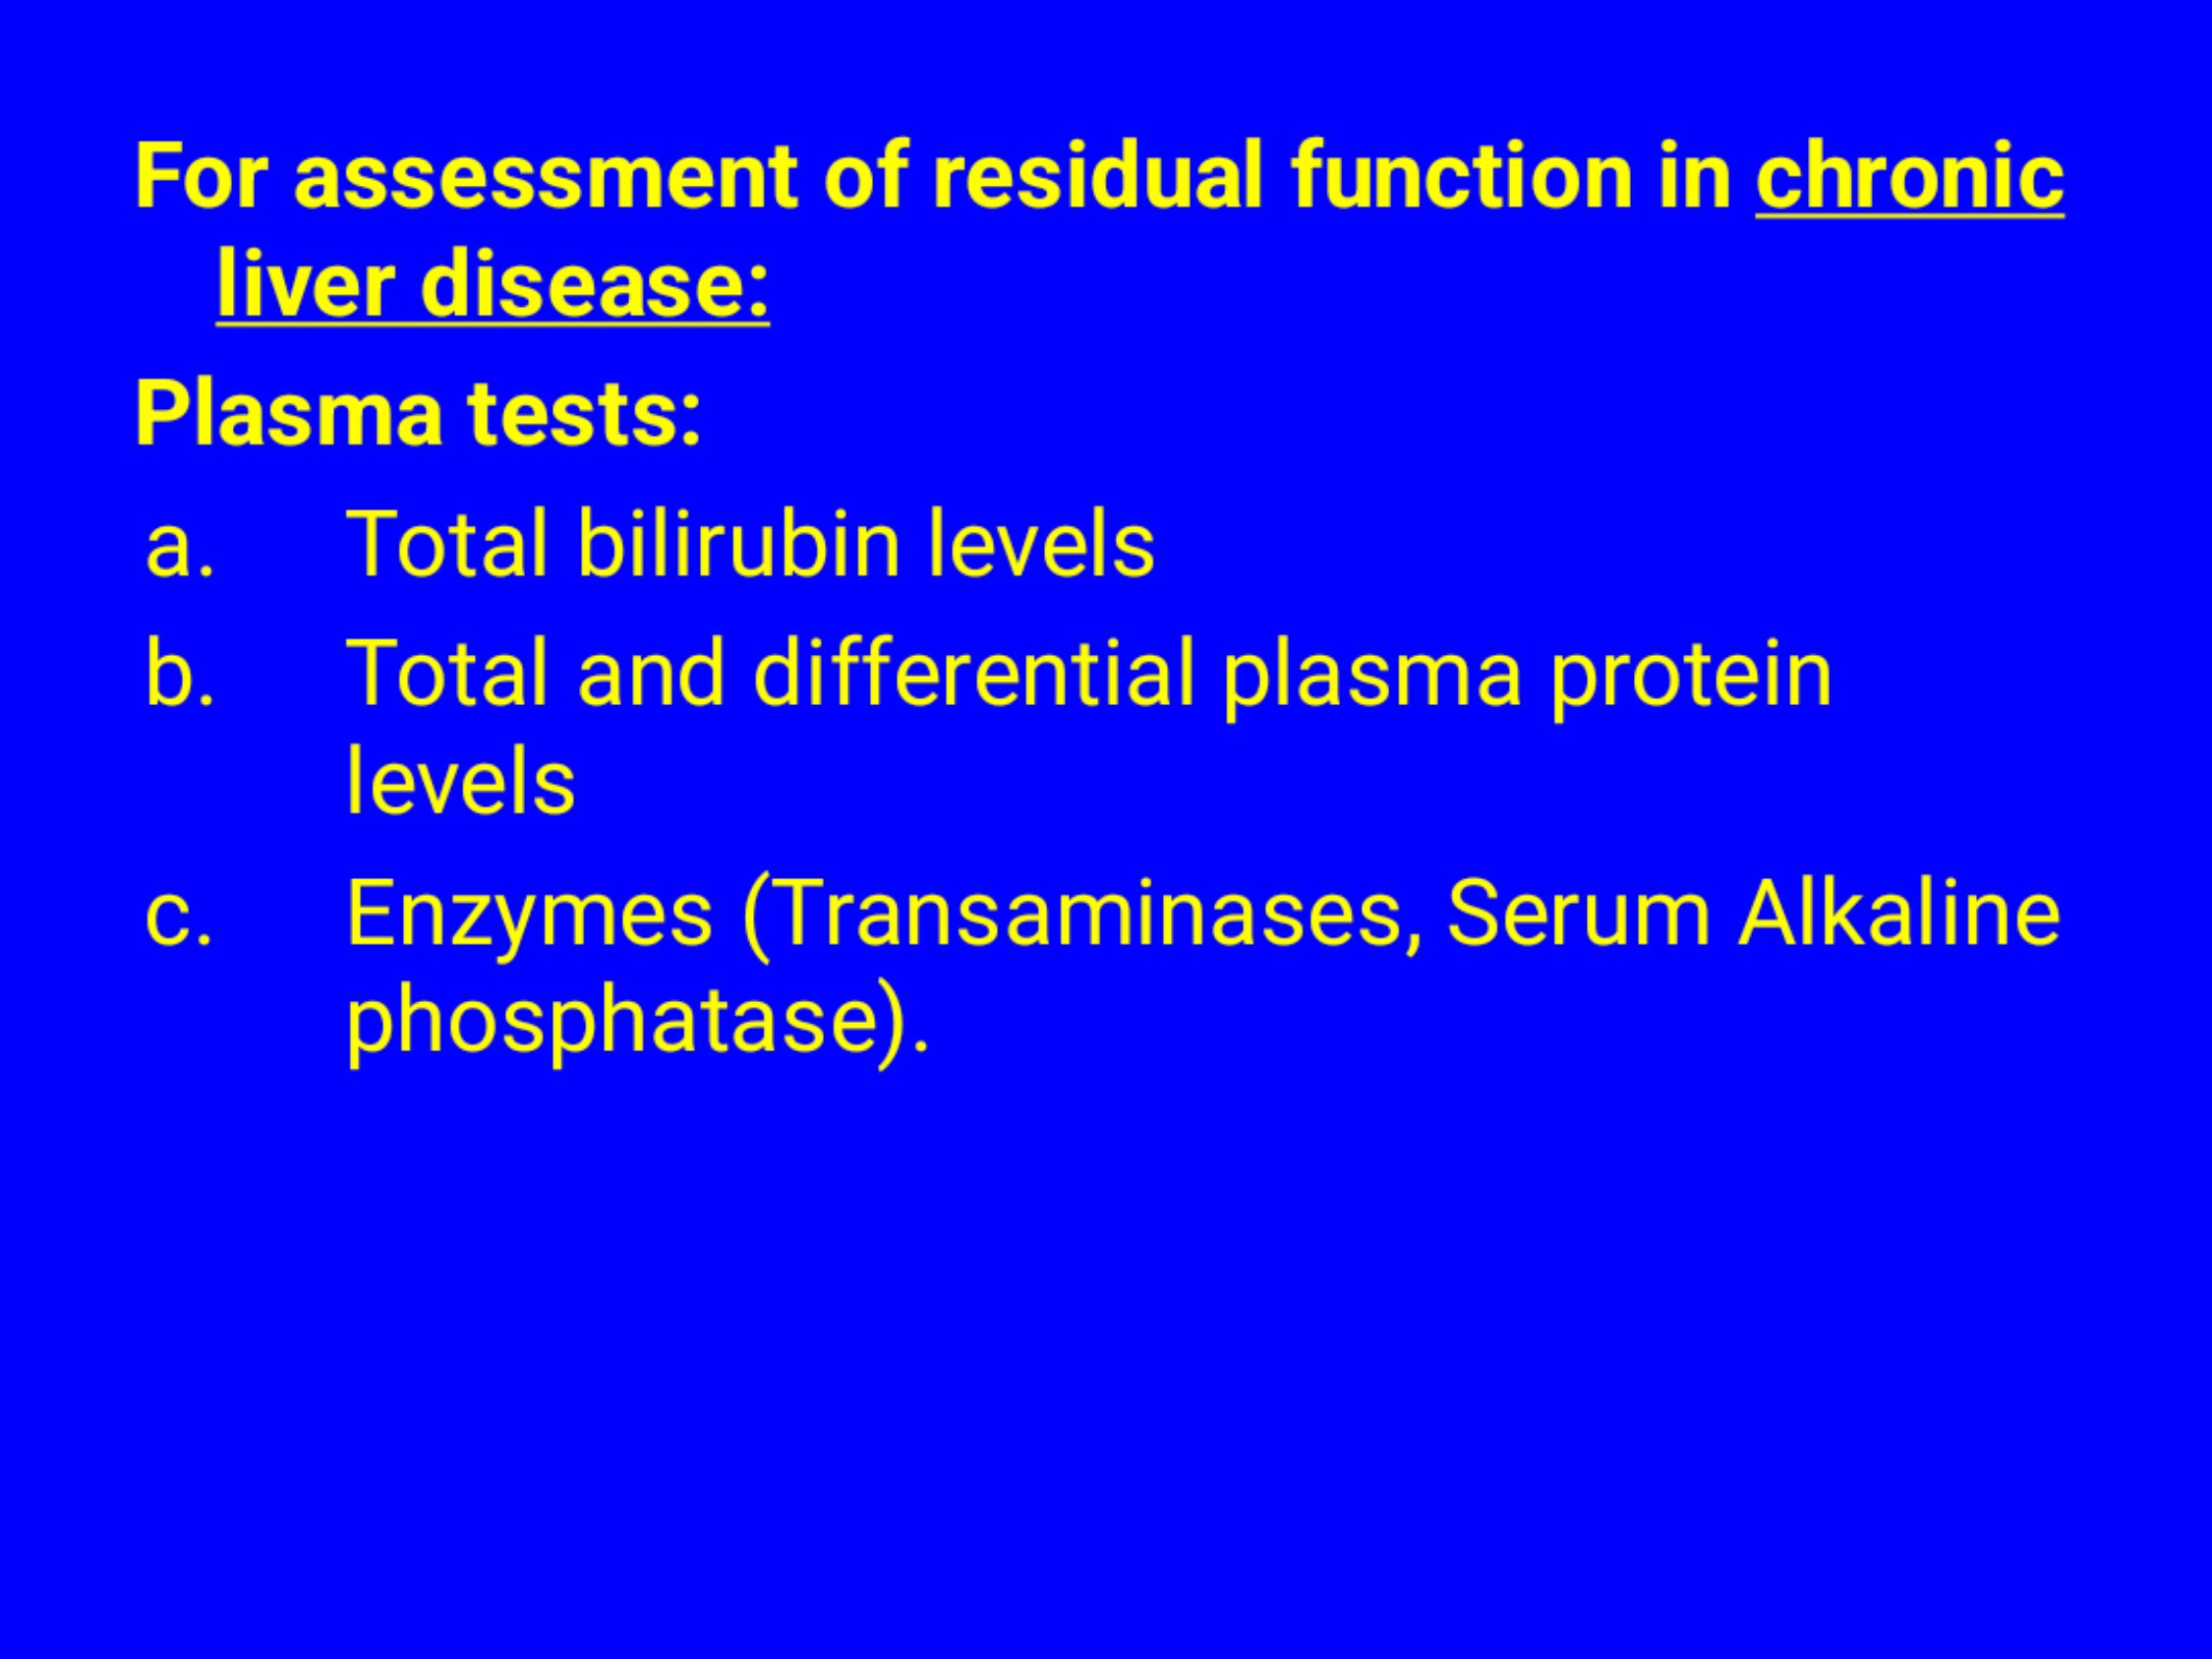 For assessment of residual function in chronic
liver disease:
Plasma tests:
a. Total bilirubin levels
b. Total and differential plasma protein
levels
c. Enzymes (Transaminases, Serum Alkaline
phosphatase).